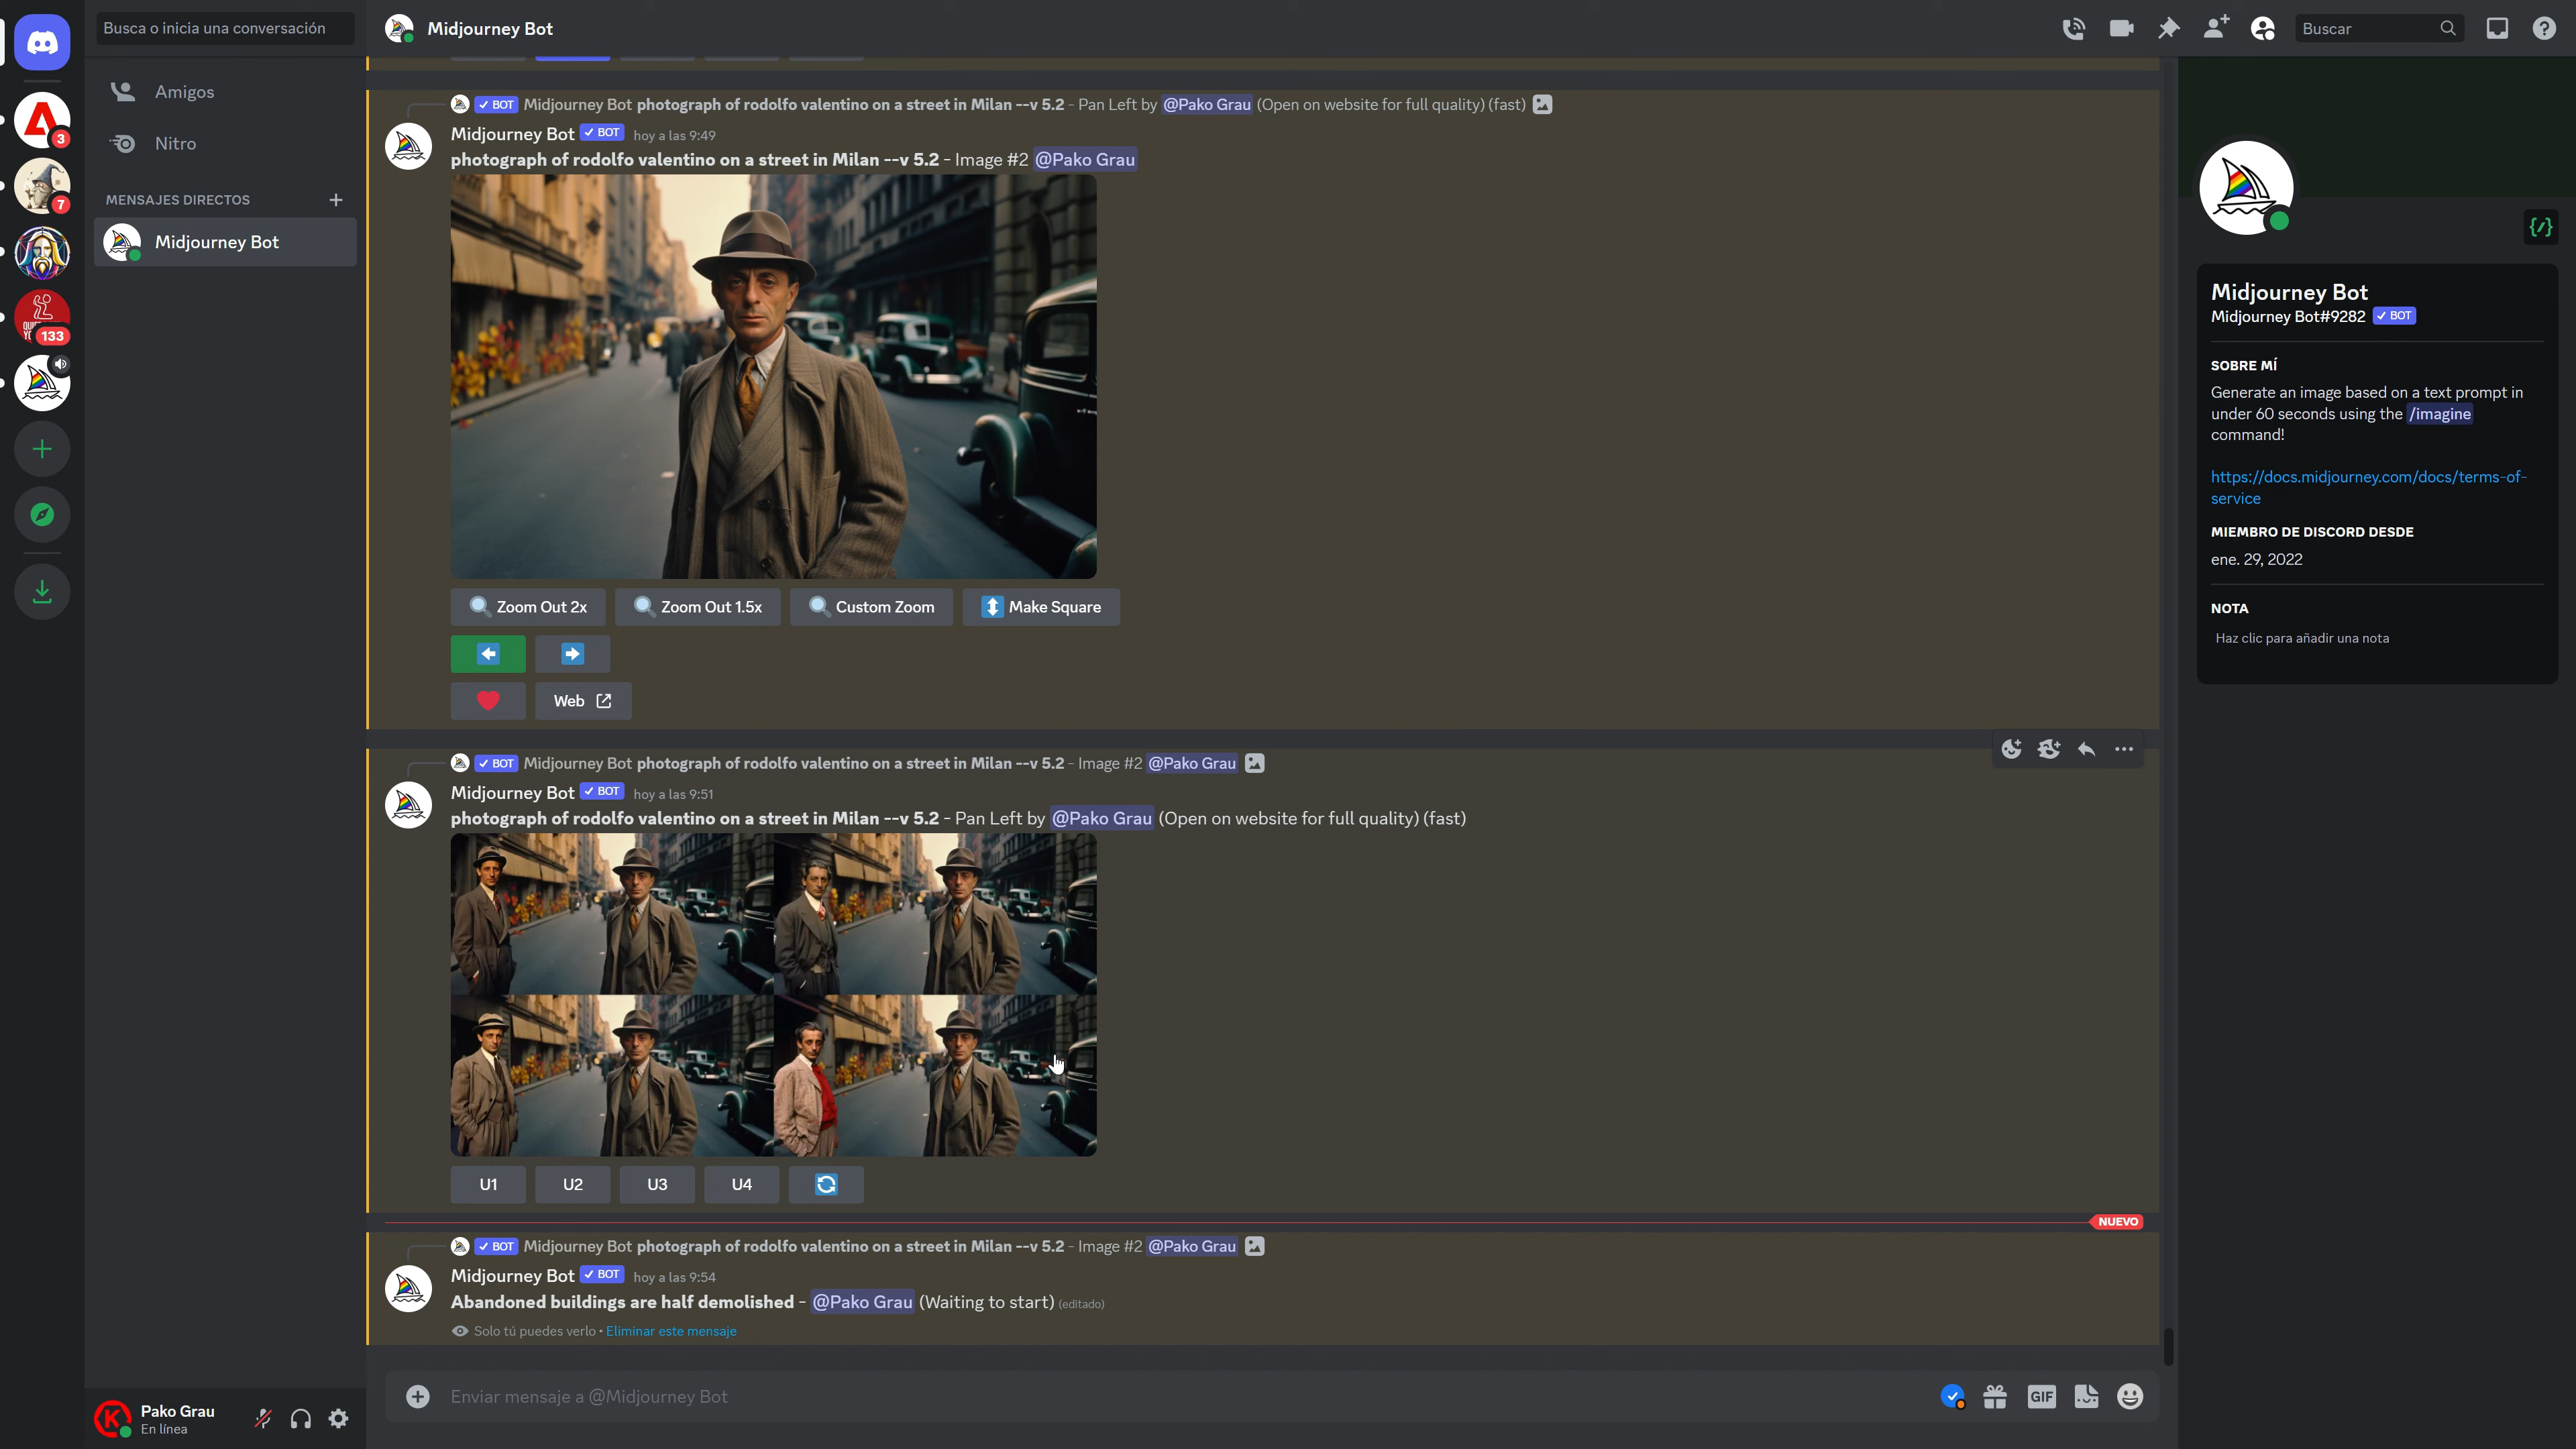 Busca o inicia una conversación
Midjourney Bot
Buscar
Amigos
Nitro
MENSAJES DIRECTOS
Midjourney Bot
3
7
133
BOT Midjourney Bot photograph of rodolfo valentino on a street in Milan --v 5.2 - Pan Left by @Pako Grau (Open on website for full quality) (fast)
Midjourney Bot BOT hoy a las 9:49
photograph of rodolfo valentino on a street in Milan --v 5.2 - Image #2 @Pako Grau
Zoom Out 2x Zoom Out 1.5x Custom Zoom Make Square
Web
BOT Midjourney Bot photograph of rodolfo valentino on a street in Milan --v 5.2 - Image #2 @Pako Grau
Midjourney Bot BOT hoy a las 9:51
photograph of rodolfo valentino on a street in Milan --v 5.2 - Pan Left by @Pako Grau (Open on website for full quality) (fast)
U1 U2 U3 U4
NUEVO
BOT Midjourney Bot photograph of rodolfo valentino on a street in Milan --v 5.2 - Image #2 @Pako Grau
Midjourney Bot BOT hoy a las 9:54
Abandoned buildings are half demolished - @Pako Grau (Waiting to start) (editado)
Solo tú puedes verlo • Eliminar este mensaje
Enviar mensaje a @Midjourney Bot
GIF
Pako Grau
En línea
Midjourney Bot
Midjourney Bot#9282 BOT
SOBRE MÍ
Generate an image based on a text prompt in
under 60 seconds using the /imagine
command!
https://docs.midjourney.com/docs/terms-of-
service
MIEMBRO DE DISCORD DESDE
ene. 29, 2022
NOTA
Haz clic para añadir una nota